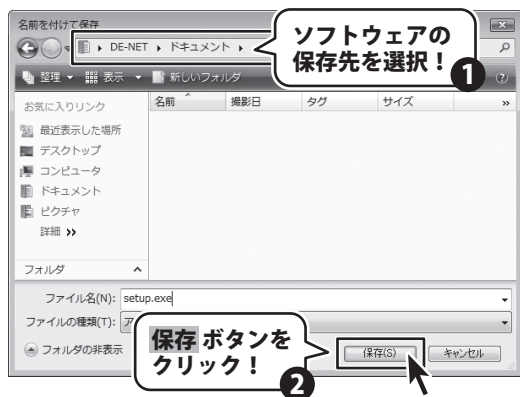 名前を付けて保存
DE-NET ▸ ドキュメント ▸
ソフトウェアの
保存先を選択！
1
整理 表示 新しいフォルダ
お気に入りリンク
名前 撮影日 タグ サイズ »
最近表示した場所
デスクトップ
コンピュータ
ドキュメント
ピクチャ
詳細 »
フォルダ
ファイル名(N): setup.exe
ファイルの種類(T):
保存 ボタンを
クリック！
2
フォルダの非表示
保存(S) キャンセル